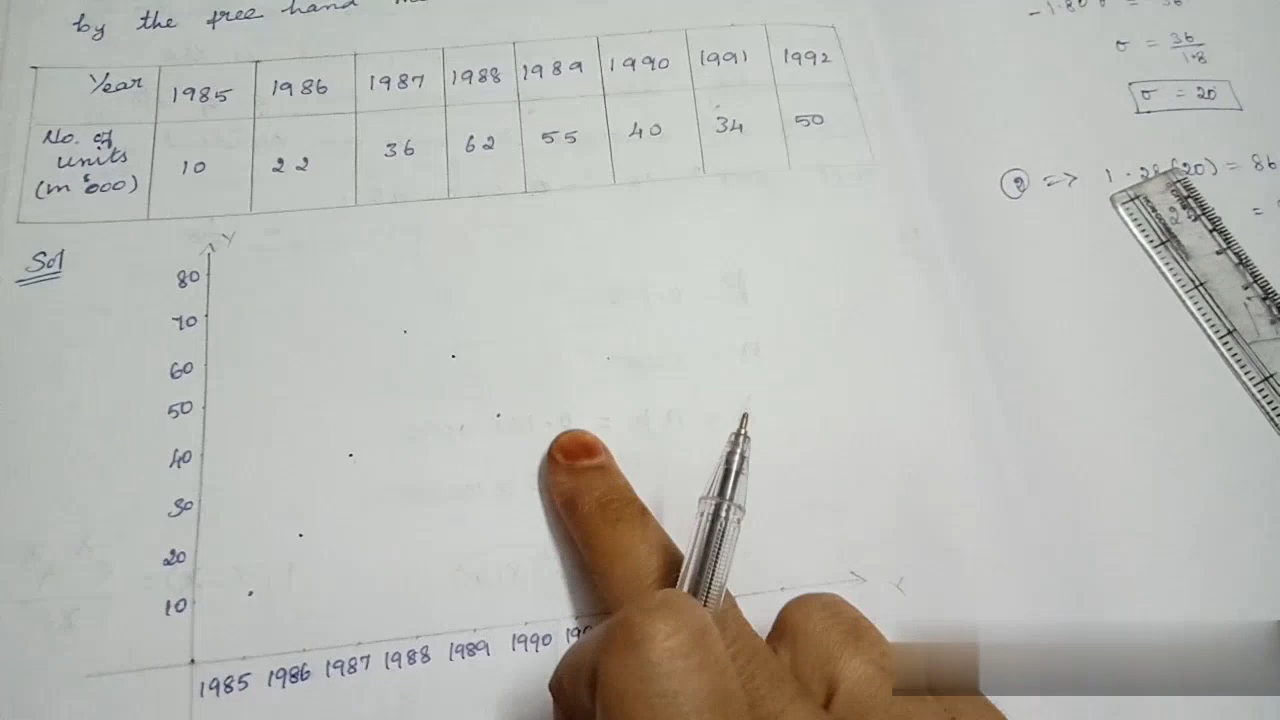 by the free hand
Year 1985 1986 1987 1988 1989 1990 1991 1992
No. of units (in '000) 10 22 36 62 55 40 34 50
Sol
Y
80
70
60
50
40
30
20
10
1985 1986 1987 1988 1989 1990
σ = 36/1.8
σ = 20
② => 1.28(20) = 86
=